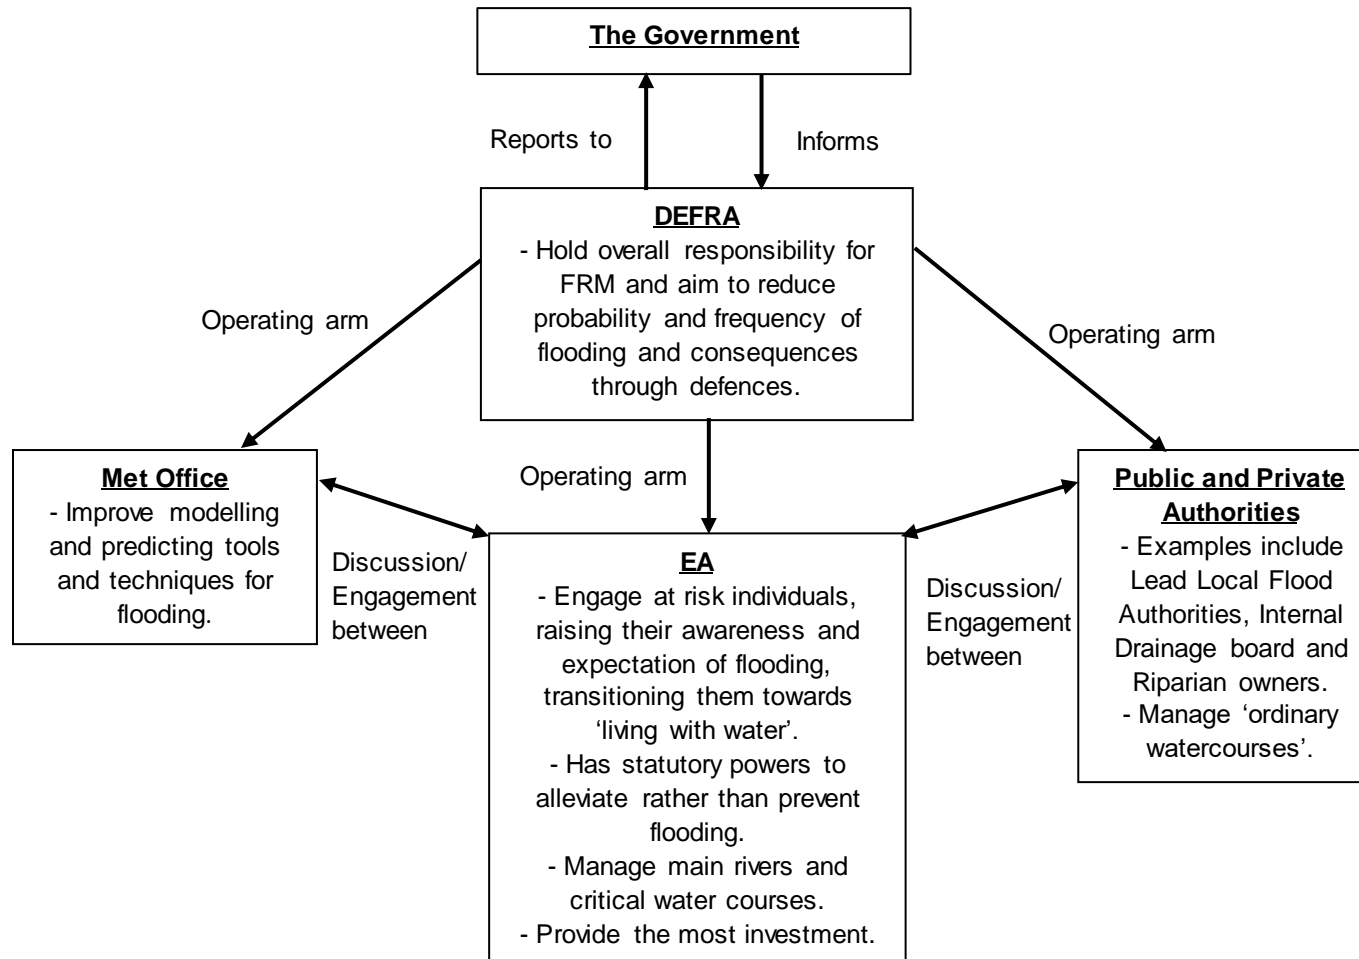 The Government
Reports to
Informs
DEFRA
- Hold overall responsibility for
FRM and aim to reduce
probability and frequency of
flooding and consequences
through defences.
Operating arm
Operating arm
Operating arm
Met Office
- Improve modelling
and predicting tools
and techniques for
flooding.
Discussion/
Engagement
between
EA
- Engage at risk individuals,
raising their awareness and
expectation of flooding,
transitioning them towards
‘living with water’.
- Has statutory powers to
alleviate rather than prevent
flooding.
- Manage main rivers and
critical water courses.
- Provide the most investment.
Discussion/
Engagement
between
Public and Private
Authorities
- Examples include
Lead Local Flood
Authorities, Internal
Drainage board and
Riparian owners.
- Manage ‘ordinary
watercourses’.